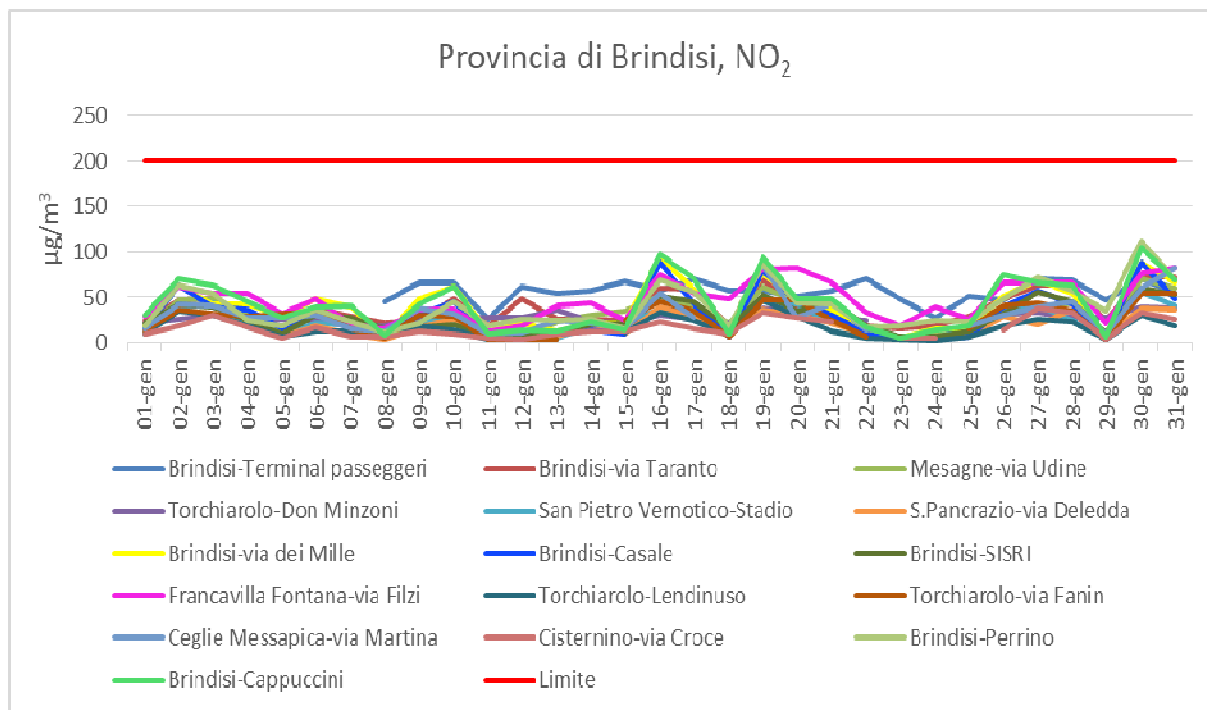 Provincia di Brindisi, NO₂
250
200
150
100
50
0
µg/m³
01-gen
02-gen
03-gen
04-gen
05-gen
06-gen
07-gen
08-gen
09-gen
10-gen
11-gen
12-gen
13-gen
14-gen
15-gen
16-gen
17-gen
18-gen
19-gen
20-gen
21-gen
22-gen
23-gen
24-gen
25-gen
26-gen
27-gen
28-gen
29-gen
30-gen
31-gen
Brindisi-Terminal passeggeri Brindisi-via Taranto Mesagne-via Udine
Torchiarolo-Don Minzoni San Pietro Vernotico-Stadio S.Pancrazio-via Deledda
Brindisi-via dei Mille Brindisi-Casale Brindisi-SISRI
Francavilla Fontana-via Filzi Torchiarolo-Lendinuso Torchiarolo-via Fanin
Ceglie Messapica-via Martina Cisternino-via Croce Brindisi-Perrino
Brindisi-Cappuccini Limite